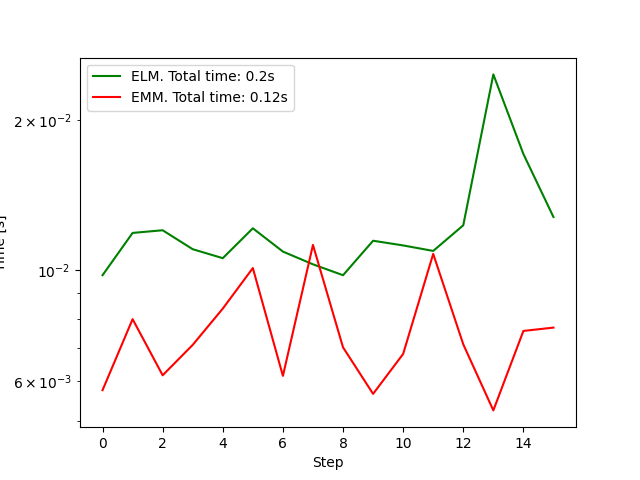 ELM. Total time: 0.2s
EMM. Total time: 0.12s
2 × 10⁻²
10⁻²
6 × 10⁻³
[s]
0 2 4 6 8 10 12 14
Step